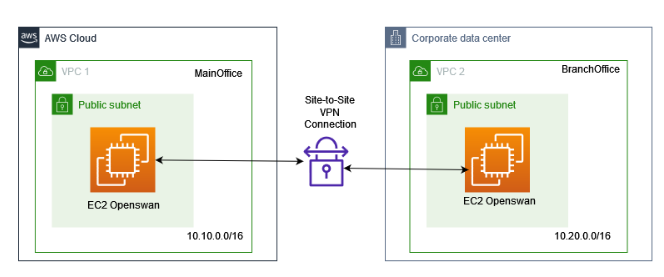 aws
AWS Cloud
VPC 1
MainOffice
Public subnet
EC2 Openswan
10.10.0.0/16
Site-to-Site
VPN
Connection
Corporate data center
VPC 2
BranchOffice
Public subnet
EC2 Openswan
10.20.0.0/16